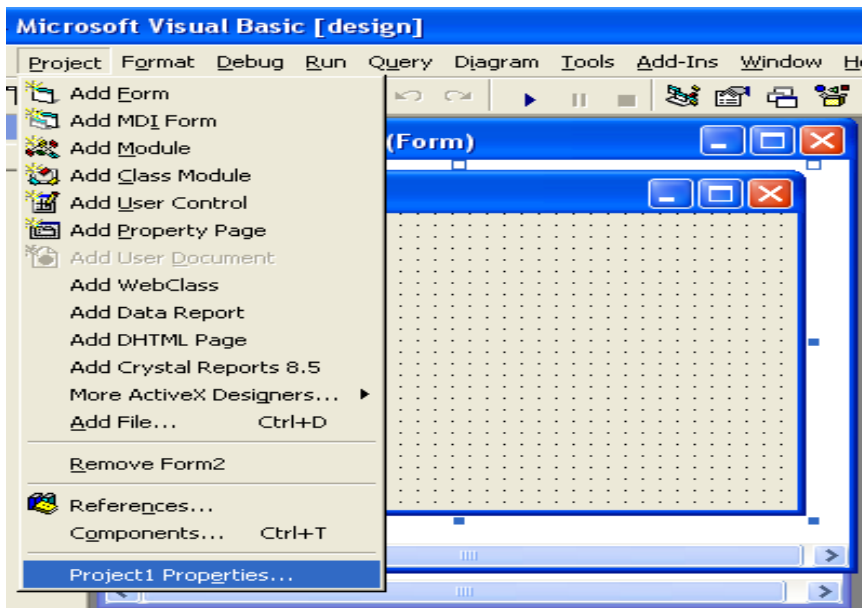 Microsoft Visual Basic [design]
Project Format Debug Run Query Diagram Tools Add-Ins Window
Add Form
(Form)
Add MDI Form
Add Module
Add Class Module
Add User Control
Add Property Page
Add User Document
Add WebClass
Add Data Report
Add DHTML Page
Add Crystal Reports 8.5
More ActiveX Designers...
Add File... Ctrl+D
Remove Form2
References...
Components... Ctrl+T
Project1 Properties...